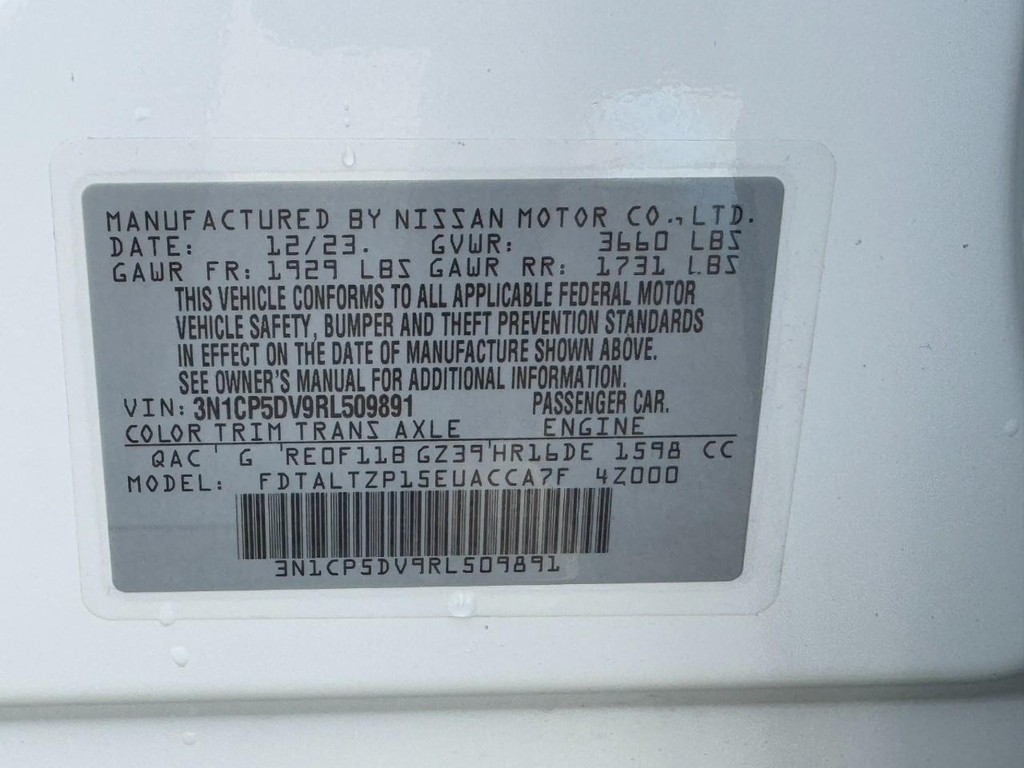 MANUFACTURED BY NISSAN MOTOR CO., LTD.
DATE: 12/23. GVWR: 3660 LBS
GAWR FR: 1929 LBS GAWR RR: 1731 LBS
THIS VEHICLE CONFORMS TO ALL APPLICABLE FEDERAL MOTOR
VEHICLE SAFETY, BUMPER AND THEFT PREVENTION STANDARDS
IN EFFECT ON THE DATE OF MANUFACTURE SHOWN ABOVE.
SEE OWNER'S MANUAL FOR ADDITIONAL INFORMATION.
VIN: 3N1CP5DV9RL509891 PASSENGER CAR.
COLOR TRIM TRANS AXLE ENGINE
QAC ' G ' RE0F11B GZ39'HR16DE 1598 CC
MODEL: FDTALTZP15EUACCA7F 4Z000
3N1CP5DV9RL509891